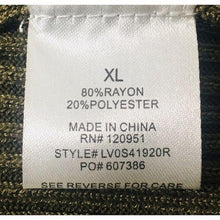 XL
80%RAYON
20%POLYESTER
MADE IN CHINA
RN# 120951
STYLE# LV0S41920R
PO# 607386
SEE REVERSE FOR CARE